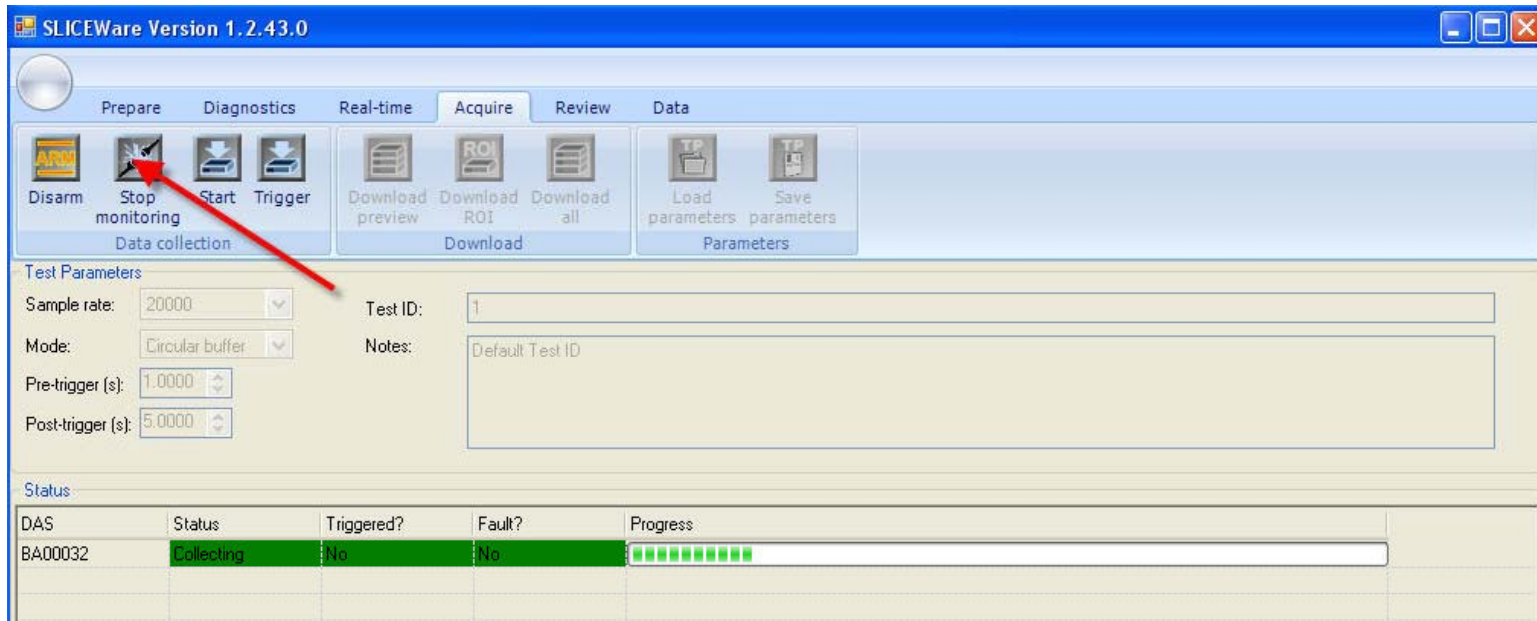 SLICEWare Version 1.2.43.0
Prepare Diagnostics Real-time Acquire Review Data
ARM ROI TP TP
Disarm Stop monitoring Start Trigger Download preview Download ROI Download all Load parameters Save parameters
Data collection Download Parameters
Test Parameters
Sample rate: 20000 Test ID: 1
Mode: Circular buffer Notes: Default Test ID
Pre-trigger (s): 1.0000
Post-trigger (s): 5.0000
Status
DAS Status Triggered? Fault? Progress
BA00032 Collecting No No